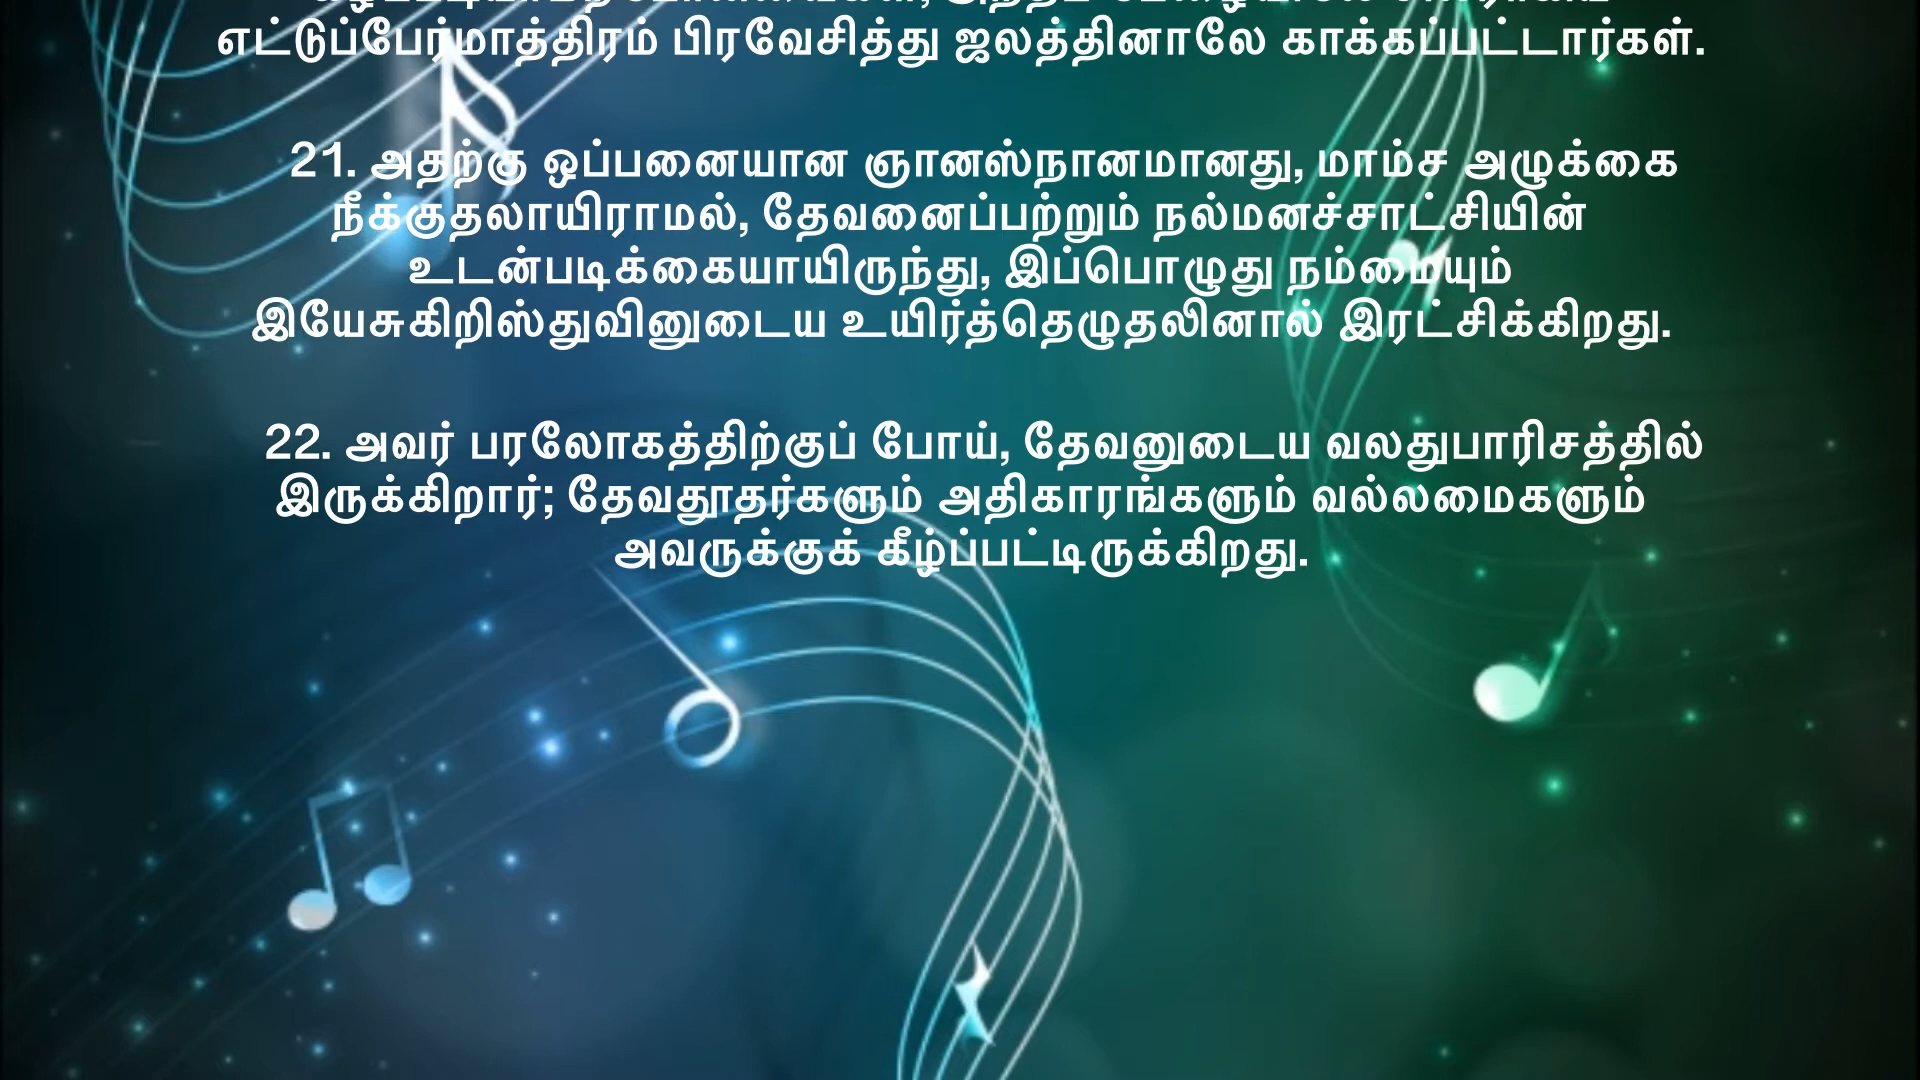 எட்டுப்பேர்மாத்திரம் பிரவேசித்து ஜலத்தினாலே காக்கப்பட்டார்கள்.
21. அதற்கு ஒப்பனையான ஞானஸ்நானமானது, மாம்ச அழுக்கை
நீக்குதலாயிராமல், தேவனைப்பற்றும் நல்மனச்சாட்சியின்
உடன்படிக்கையாயிருந்து, இப்பொழுது நம்மையும்
இயேசுகிறிஸ்துவினுடைய உயிர்த்தெழுதலினால் இரட்சிக்கிறது.
22. அவர் பரலோகத்திற்குப் போய், தேவனுடைய வலதுபாரிசத்தில்
இருக்கிறார்; தேவதூதர்களும் அதிகாரங்களும் வல்லமைகளும்
அவருக்குக் கீழ்ப்பட்டிருக்கிறது.